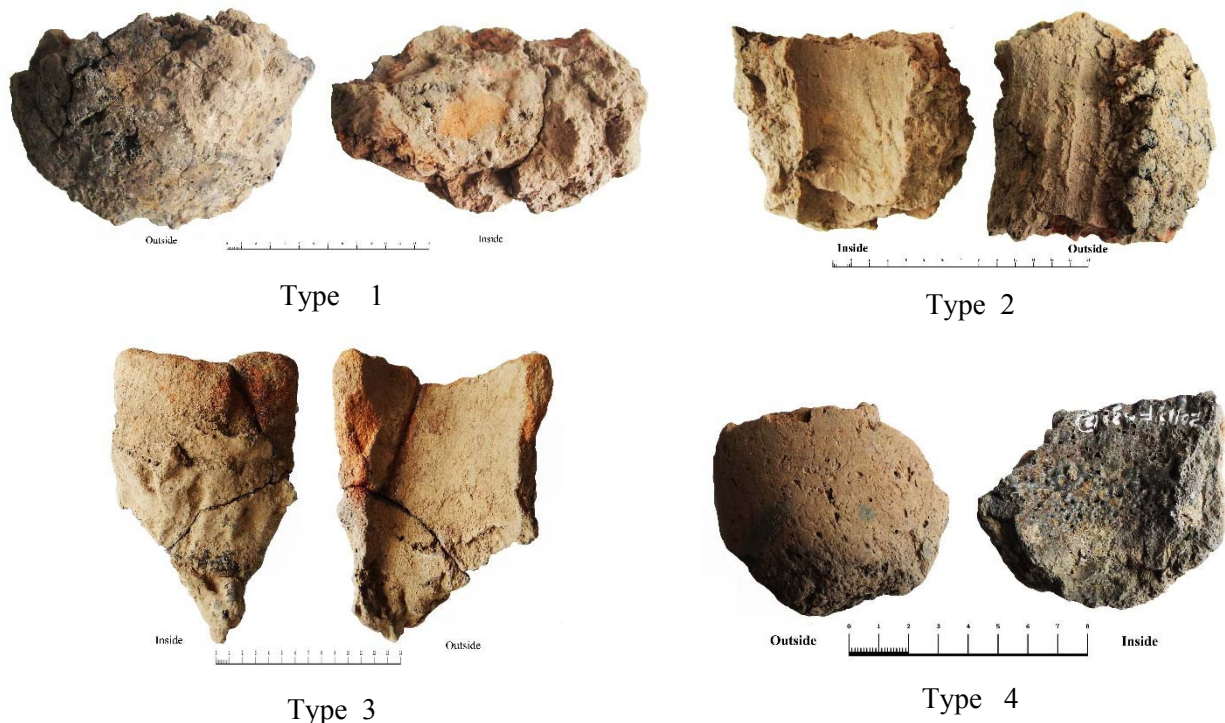 Outside
Inside
Type 1
Inside
Outside
Type 2
Inside
Outside
Type 3
Outside
0 1 2 3 4 5 6 7 8
Inside
Type 4